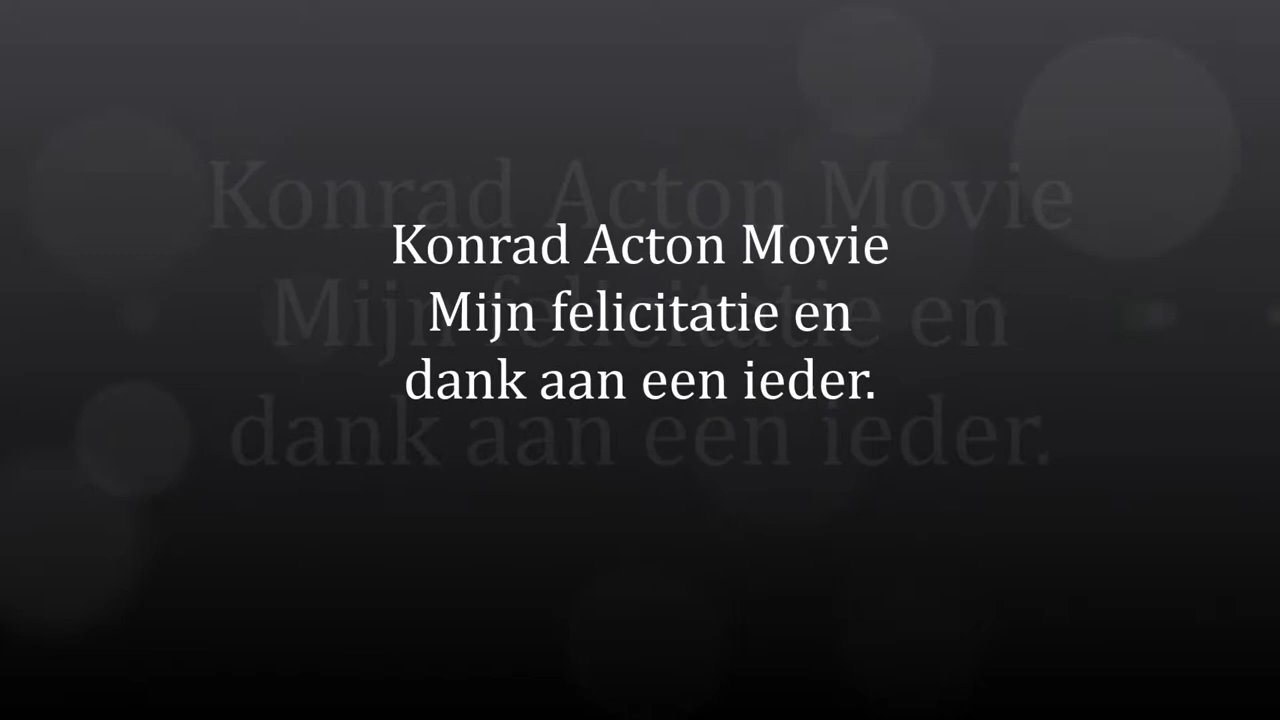 Konrad Acton Movie
Mijn felicitatie en
dank aan een ieder.